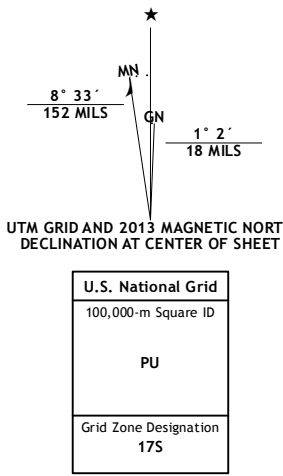 MN
GN
8° 33´
152 MILS
1° 2´
18 MILS
UTM GRID AND 2013 MAGNETIC NORT
DECLINATION AT CENTER OF SHEET
U.S. National Grid
100,000-m Square ID
PU
Grid Zone Designation
17S